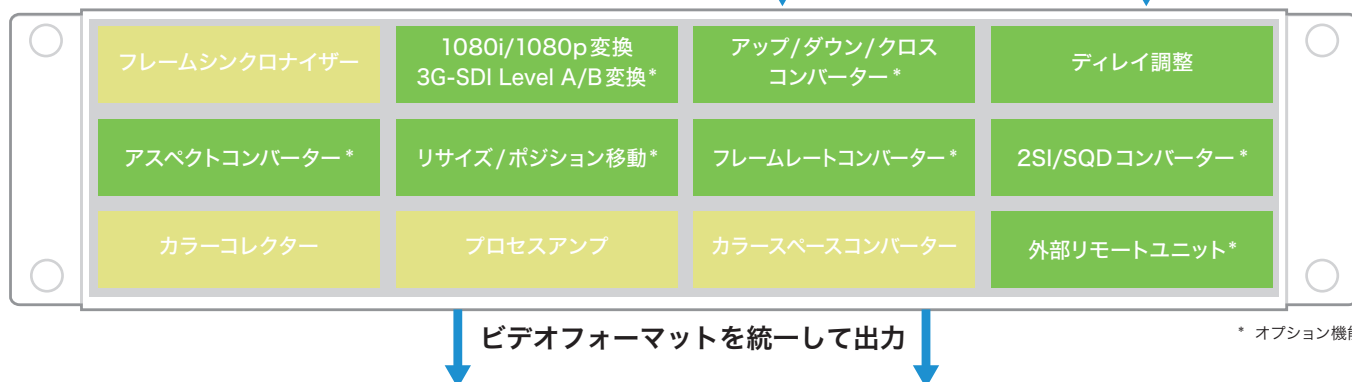 フレームシンクロナイザー
1080i/1080p変換
3G-SDI Level A/B変換*
アップ/ダウン/クロス
コンバーター*
ディレイ調整
アスペクトコンバーター*
リサイズ/ポジション移動*
フレームレートコンバーター*
2SI/SQDコンバーター*
カラーコレクター
プロセスアンプ
カラースペースコンバーター
外部リモートユニット*
ビデオフォーマットを統一して出力
* オプション機能